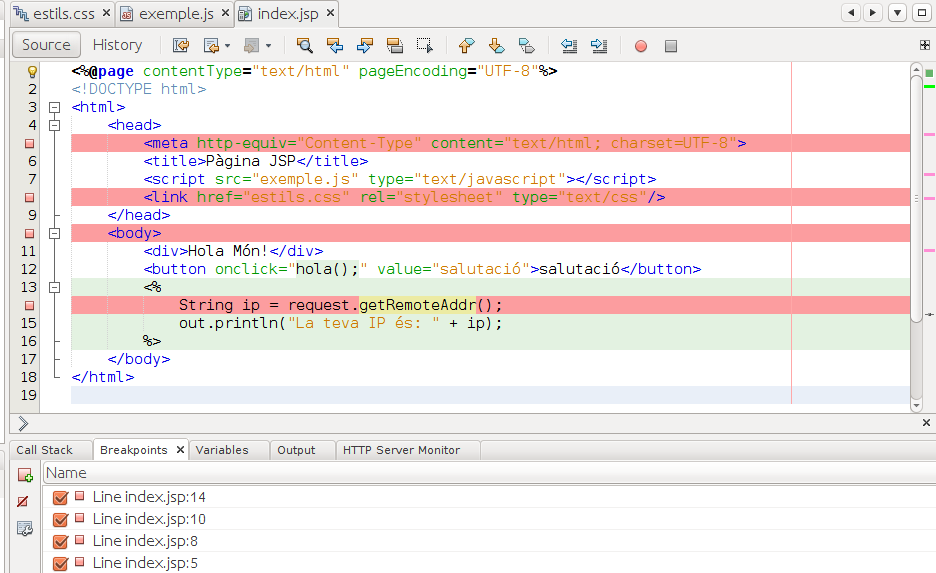 estils.css exemple.js index.jsp
Source History
<%@page contentType="text/html" pageEncoding="UTF-8"%>
2 <!DOCTYPE html>
3 <html>
4 <head>
<meta http-equiv="Content-Type" content="text/html; charset=UTF-8">
6 <title>Pàgina JSP</title>
7 <script src="exemple.js" type="text/javascript"></script>
<link href="estils.css" rel="stylesheet" type="text/css"/>
9 </head>
<body>
11 <div>Hola Món!</div>
12 <button onclick="hola();" value="salutació">salutació</button>
13 <%
String ip = request.getRemoteAddr();
15 out.println("La teva IP és: " + ip);
16 %>
17 </body>
18 </html>
19
Call Stack Breakpoints Variables Output HTTP Server Monitor
Name
Line index.jsp:14
Line index.jsp:10
Line index.jsp:8
Line index.jsp:5